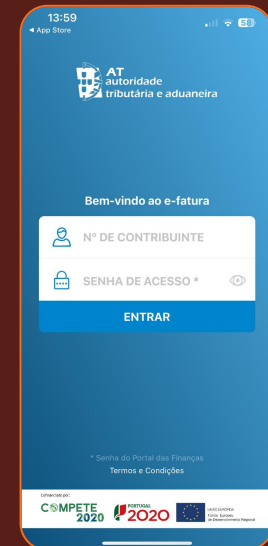 13:59
58
◀ App Store
AT
autoridade
tributária e aduaneira
Bem-vindo ao e-fatura
Nº DE CONTRIBUINTE
SENHA DE ACESSO *
ENTRAR
* Senha do Portal das Finanças
Termos e Condições
Cofinanciado por:
COMPETE
2020
PORTUGAL
2020
UNIÃO EUROPEIA
Fundo Europeu
de Desenvolvimento Regional